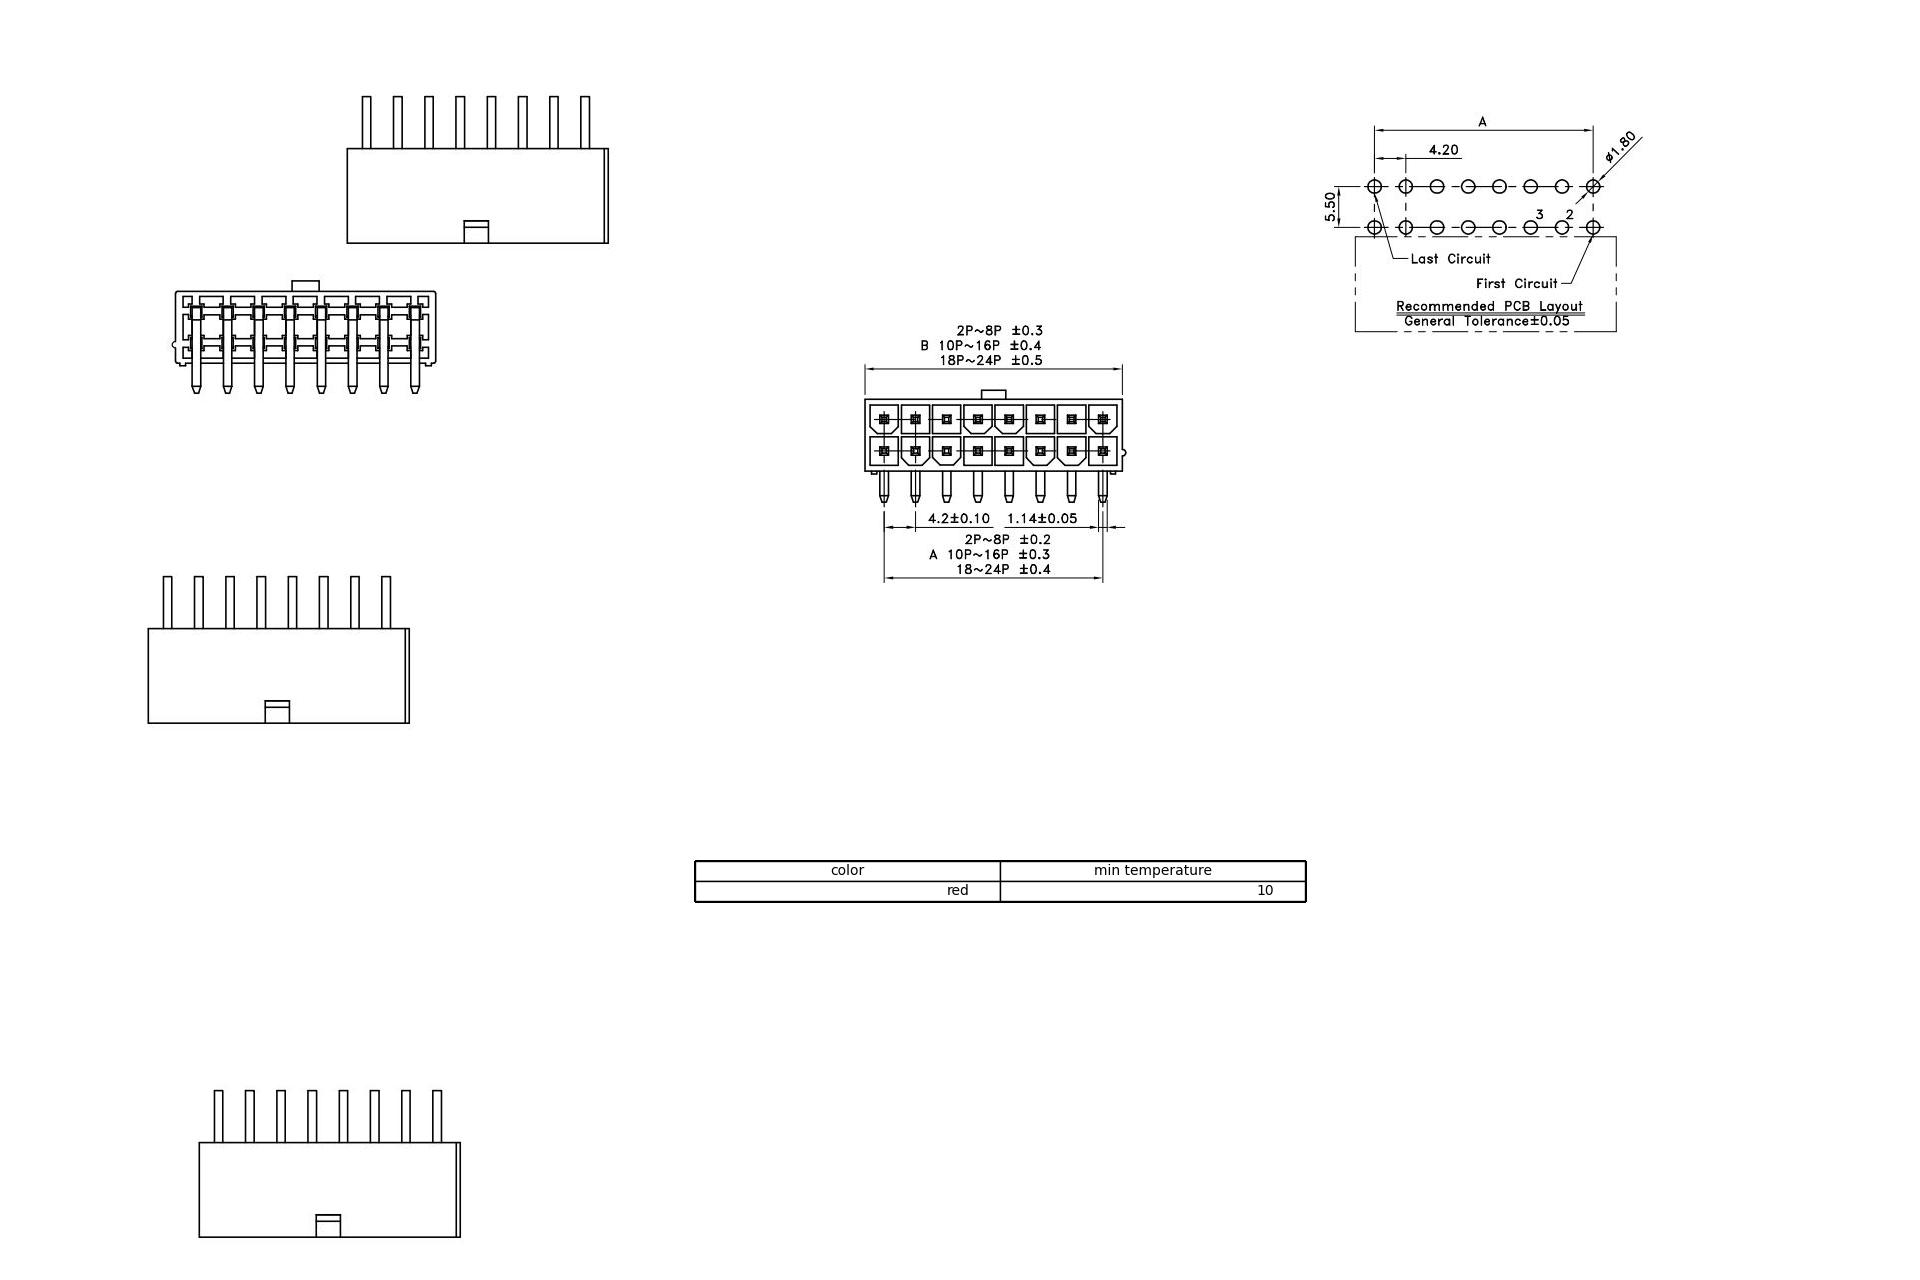 A
4.20
ø1.80
5.50
3 2
Last Circuit
First Circuit
Recommended PCB Layout
General Tolerance±0.05
2P~8P ±0.3
B 10P~16P ±0.4
18P~24P ±0.5
4.2±0.10 1.14±0.05
2P~8P ±0.2
A 10P~16P ±0.3
18~24P ±0.4
color min temperature
red 10